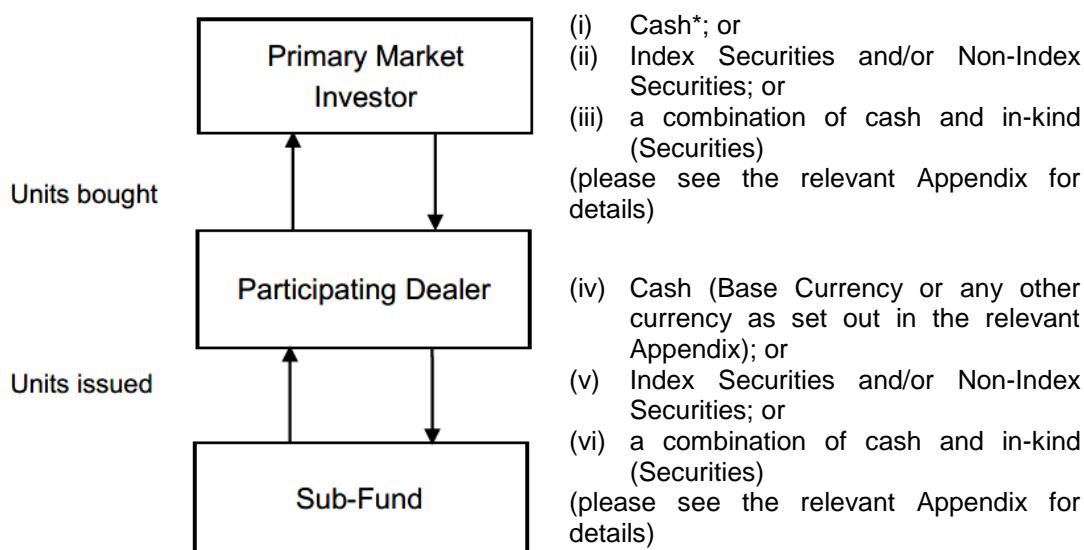 Primary Market
Investor
(i) Cash*; or
(ii) Index Securities and/or Non-Index
Securities; or
(iii) a combination of cash and in-kind
(Securities)
(please see the relevant Appendix for
details)
Units bought
Participating Dealer
(iv) Cash (Base Currency or any other
currency as set out in the relevant
Appendix); or
(v) Index Securities and/or Non-Index
Securities; or
(vi) a combination of cash and in-kind
(Securities)
(please see the relevant Appendix for
details)
Units issued
Sub-Fund